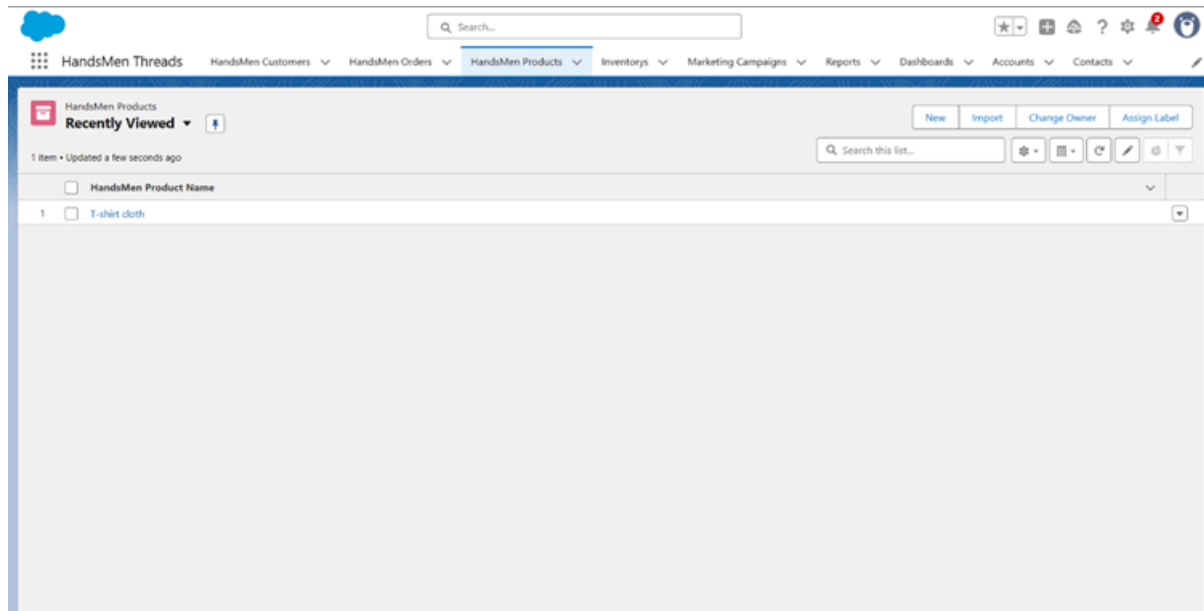 Search...
2
HandsMen Threads HandsMen Customers HandsMen Orders HandsMen Products Inventorys Marketing Campaigns Reports Dashboards Accounts Contacts
HandsMen Products
Recently Viewed
New Import Change Owner Assign Label
1 item • Updated a few seconds ago
Search this list...
HandsMen Product Name
1 T-shirt cloth